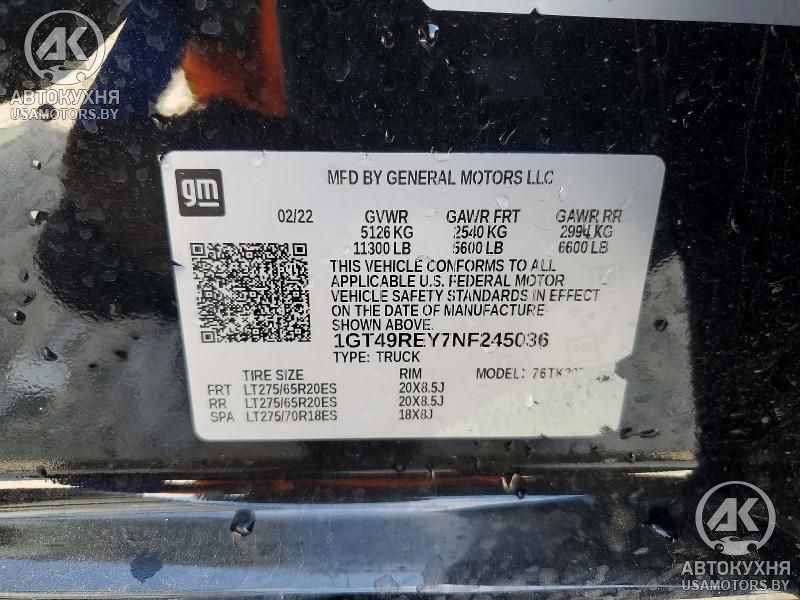 AK
АВТОКУХНЯ
USAMOTORS.BY
gm
MFD BY GENERAL MOTORS LLC
02/22 GVWR GAWR FRT GAWR RR
5126 KG 2540 KG 2994 KG
11300 LB 5600 LB 6600 LB
THIS VEHICLE CONFORMS TO ALL
APPLICABLE U.S. FEDERAL MOTOR
VEHICLE SAFETY STANDARDS IN EFFECT
ON THE DATE OF MANUFACTURE
SHOWN ABOVE.
1GT49REY7NF245036
TYPE: TRUCK
TIRE SIZE RIM MODEL:
FRT LT275/65R20ES 20X8.5J
RR LT275/65R20ES 20X8.5J
SPA LT275/70R18ES 18X8J
AK
АВТОКУХНЯ
USAMOTORS.BY